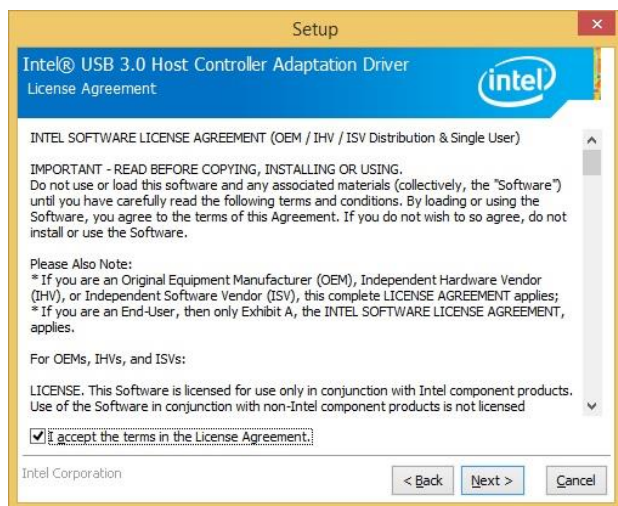 Setup
Intel® USB 3.0 Host Controller Adaptation Driver
License Agreement
intel
INTEL SOFTWARE LICENSE AGREEMENT (OEM / IHV / ISV Distribution & Single User)
IMPORTANT - READ BEFORE COPYING, INSTALLING OR USING.
Do not use or load this software and any associated materials (collectively, the "Software")
until you have carefully read the following terms and conditions. By loading or using the
Software, you agree to the terms of this Agreement. If you do not wish to so agree, do not
install or use the Software.
Please Also Note:
* If you are an Original Equipment Manufacturer (OEM), Independent Hardware Vendor
(IHV), or Independent Software Vendor (ISV), this complete LICENSE AGREEMENT applies;
* If you are an End-User, then only Exhibit A, the INTEL SOFTWARE LICENSE AGREEMENT,
applies.
For OEMs, IHVs, and ISVs:
LICENSE. This Software is licensed for use only in conjunction with Intel component products.
Use of the Software in conjunction with non-Intel component products is not licensed
I accept the terms in the License Agreement.
Intel Corporation
< Back
Next >
Cancel